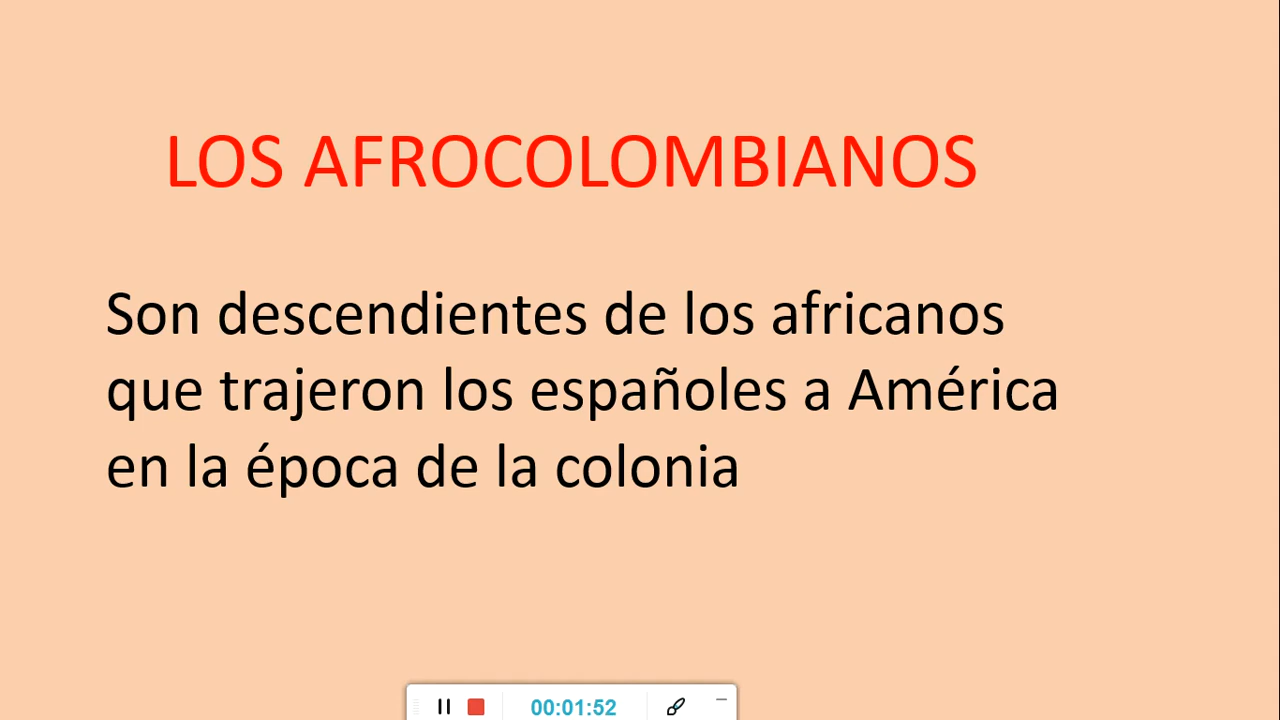 LOS AFROCOLOMBIANOS
Son descendientes de los africanos
que trajeron los españoles a América
en la época de la colonia
00:01:52